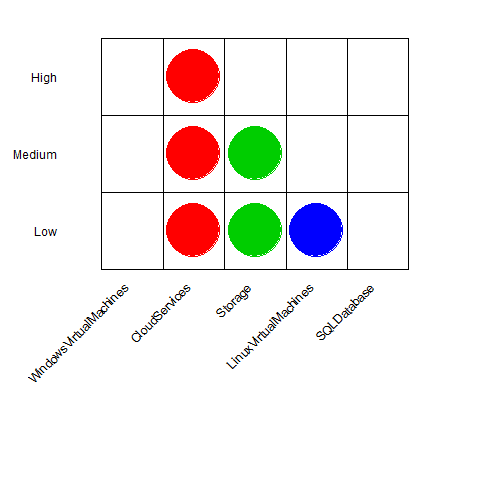 High
Medium
Low
WindowsVirtualMachines
CloudServices
Storage
LinuxVirtualMachines
SQLDatabase